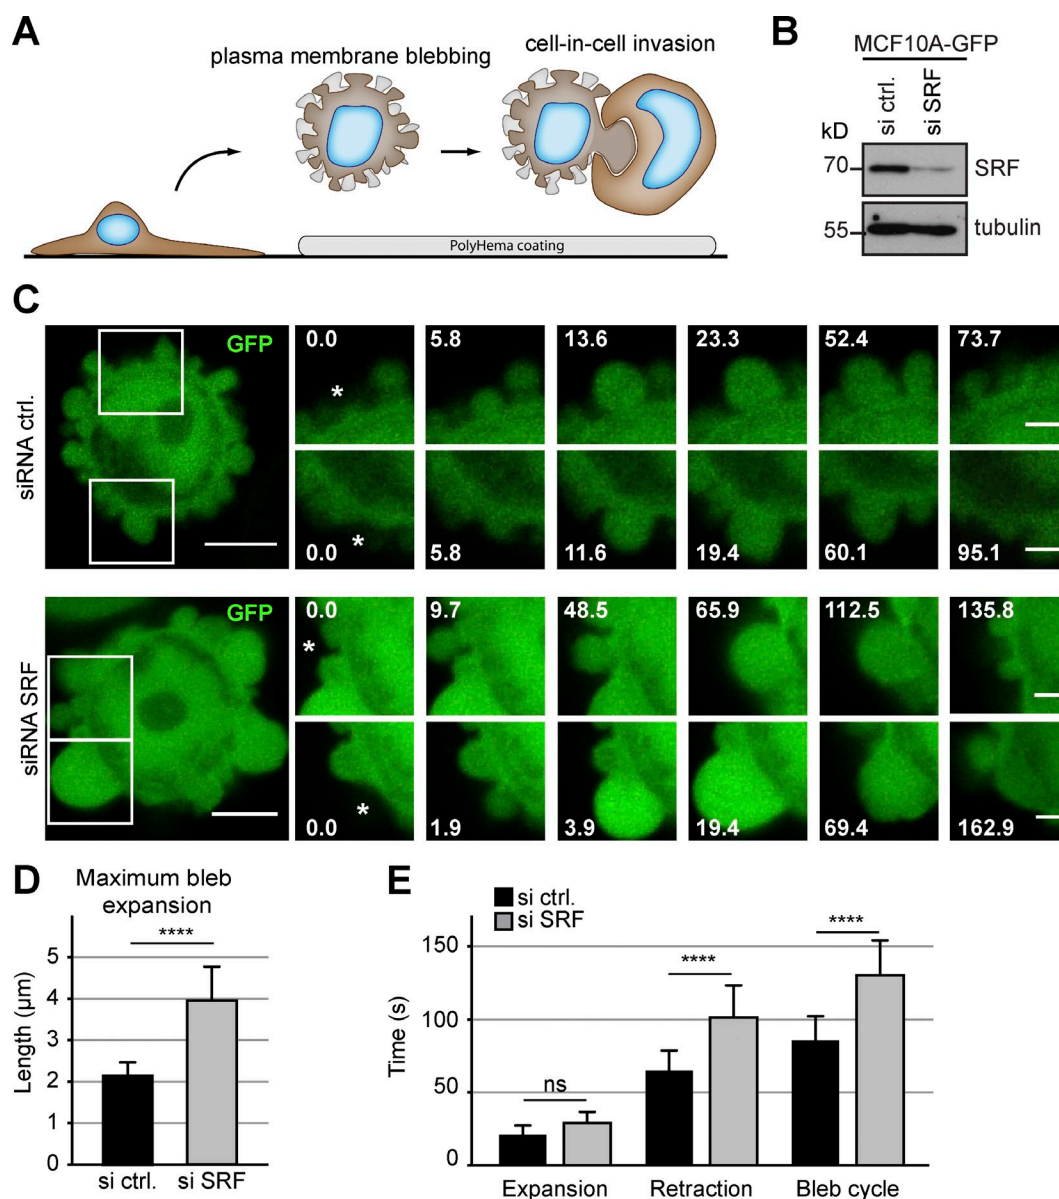 A
plasma membrane blebbing
cell-in-cell invasion
PolyHema coating
B
MCF10A-GFP
si ctrl.
si SRF
kD
70
SRF
55
tubulin
C
siRNA ctrl.
GFP
0.0
5.8
13.6
23.3
52.4
73.7
*
0.0
5.8
11.6
19.4
60.1
95.1
*
siRNA SRF
GFP
0.0
9.7
48.5
65.9
112.5
135.8
*
0.0
1.9
3.9
19.4
69.4
162.9
*
D
Maximum bleb
expansion
****
Length (µm)
5
4
3
2
1
0
si ctrl.
si SRF
E
si ctrl.
si SRF
Time (s)
150
100
50
0
ns
****
****
Expansion
Retraction
Bleb cycle